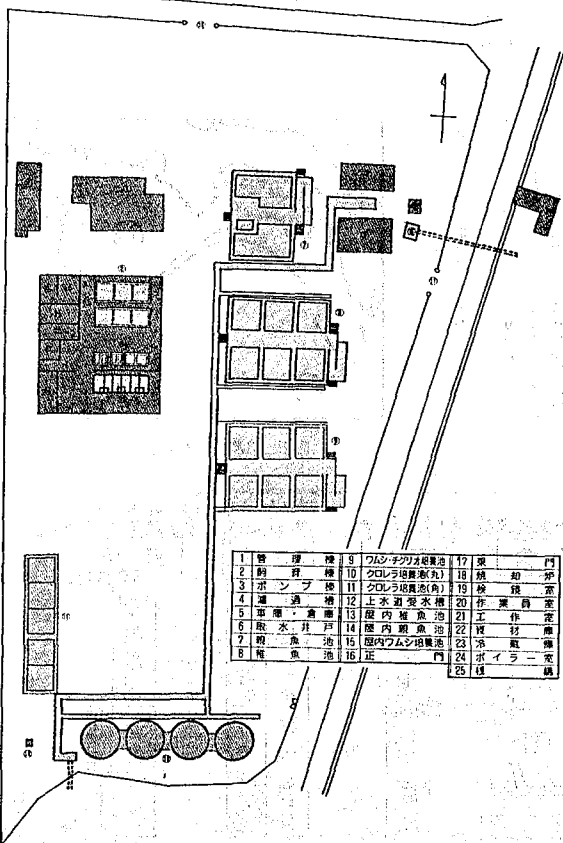 1 管理棟
2 飼育棟
3 ポンプ棟
4 濾過槽
5 車庫・倉庫
6 取水井戸
7 親魚池
8 稚魚池
9 ワムシ・チグリオ培養池
10 クロレラ培養池(丸)
11 クロレラ培養池(角)
12 上水道受水槽
13 屋内稚魚池
14 屋内親魚池
15 屋内ワムシ培養池
16 正門
17 東門
18 焼却炉
19 検鏡室
20 作業員室
21 工作室
22 資材庫
23 冷蔵庫
24 ボイラー室
25 桟橋